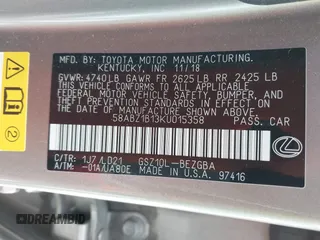 MFD. BY: TOYOTA MOTOR MANUFACTURING,
KENTUCKY, INC. 11/18
GVWR: 4740LB GAWR FR 2625LB RR 2425 LB
THIS VEHICLE CONFORMS TO ALL APPLICABLE
FEDERAL MOTOR VEHICLE SAFETY, BUMPER, AND
THEFT PREVENTION STANDARDS IN EFFECT ON
THE DATE OF MANUFACTURE SHOWN ABOVE.
58ABZ1B13KU015358 PASS. CAR
C/TR: 1J7/LD21 GSZ10L-BEZGBA
A/TM: -01A/UA80E MADE IN U.S.A. 97416
DREAMBID